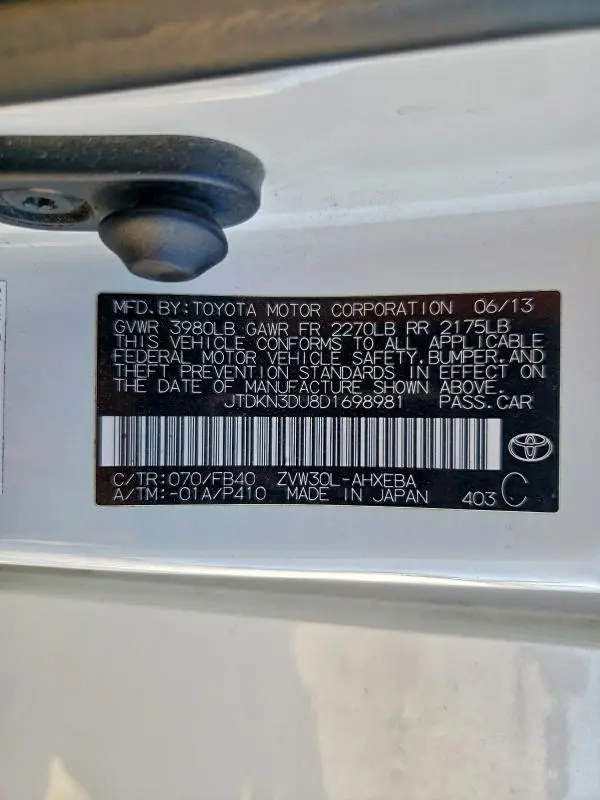 MFD. BY: TOYOTA MOTOR CORPORATION 06/13
GVWR 3980LB GAWR FR 2270LB RR 2175LB
THIS VEHICLE CONFORMS TO ALL APPLICABLE
FEDERAL MOTOR VEHICLE SAFETY, BUMPER, AND
THEFT PREVENTION STANDARDS IN EFFECT ON
THE DATE OF MANUFACTURE SHOWN ABOVE.
JTDKN3DU8D1698981 PASS. CAR
C/TR: 070/FB40 ZVW30L-AHXEBA
A/TM: -01A/P410 MADE IN JAPAN 403 C